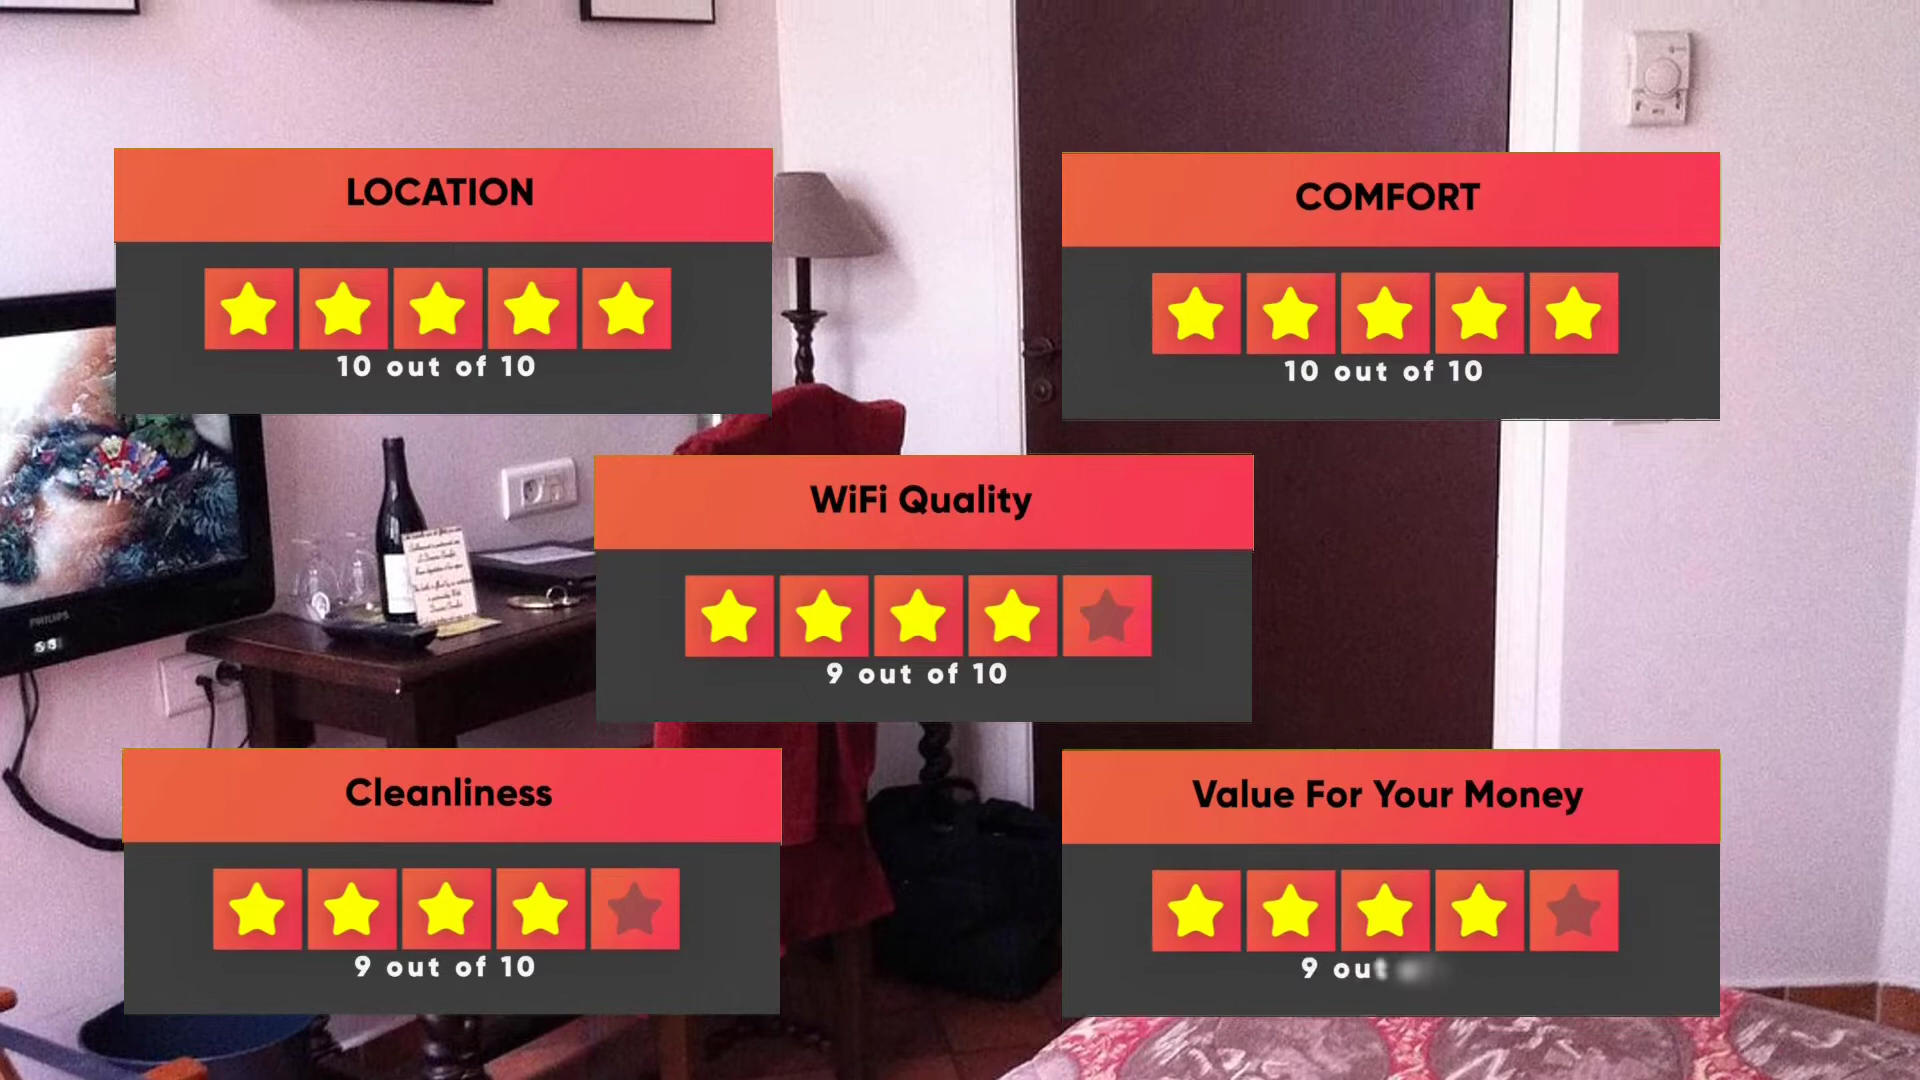 LOCATION
10 out of 10
COMFORT
10 out of 10
WiFi Quality
9 out of 10
PHILIPS
Cleanliness
9 out of 10
Value For Your Money
9 out